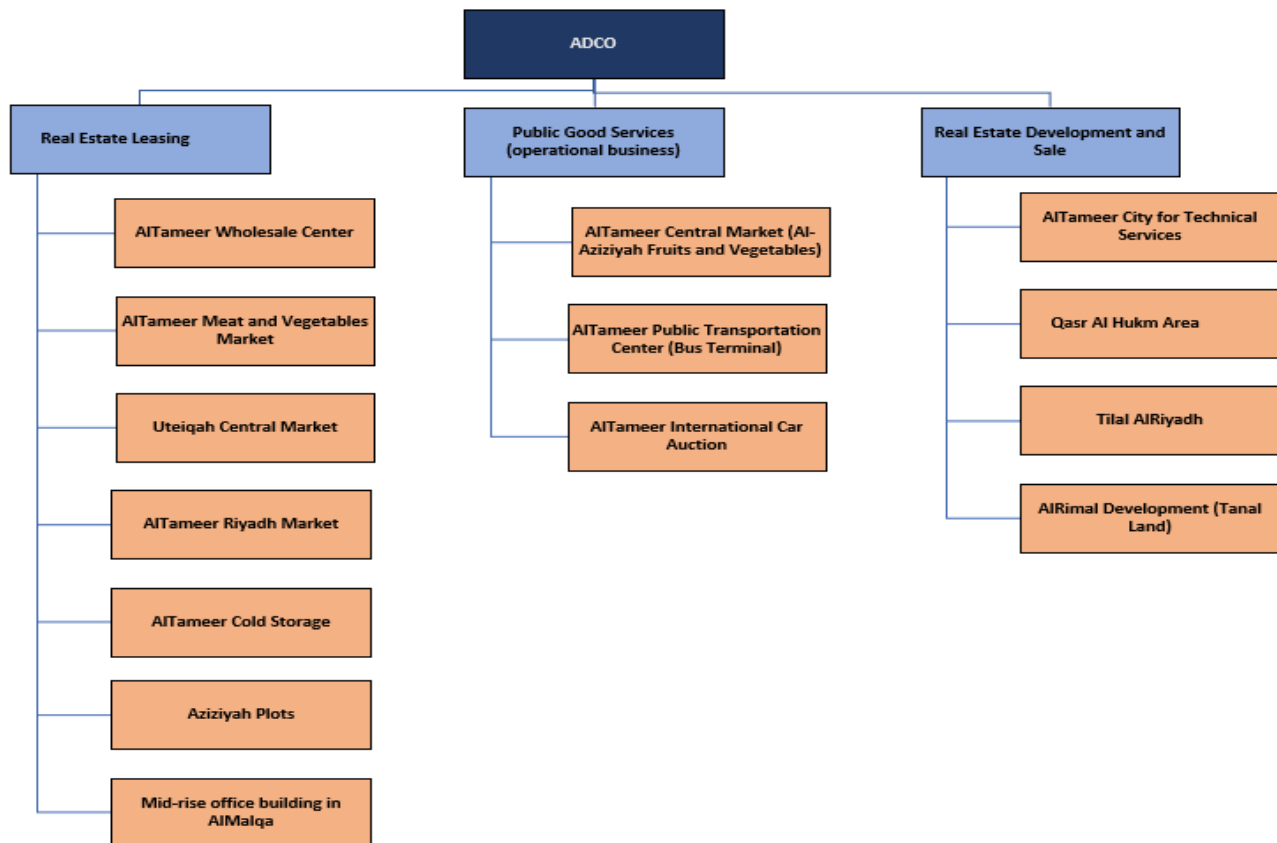 ADCO
Real Estate Leasing
AlTameer Wholesale Center
AlTameer Meat and Vegetables
Market
Uteiqah Central Market
AlTameer Riyadh Market
AlTameer Cold Storage
Aziziyah Plots
Mid-rise office building in
AlMalqa
Public Good Services
(operational business)
AlTameer Central Market (Al-
Aziziyah Fruits and Vegetables)
AlTameer Public Transportation
Center (Bus Terminal)
AlTameer International Car
Auction
Real Estate Development and
Sale
AlTameer City for Technical
Services
Qasr Al Hukm Area
Tilal AlRiyadh
AlRimal Development (Tanal
Land)